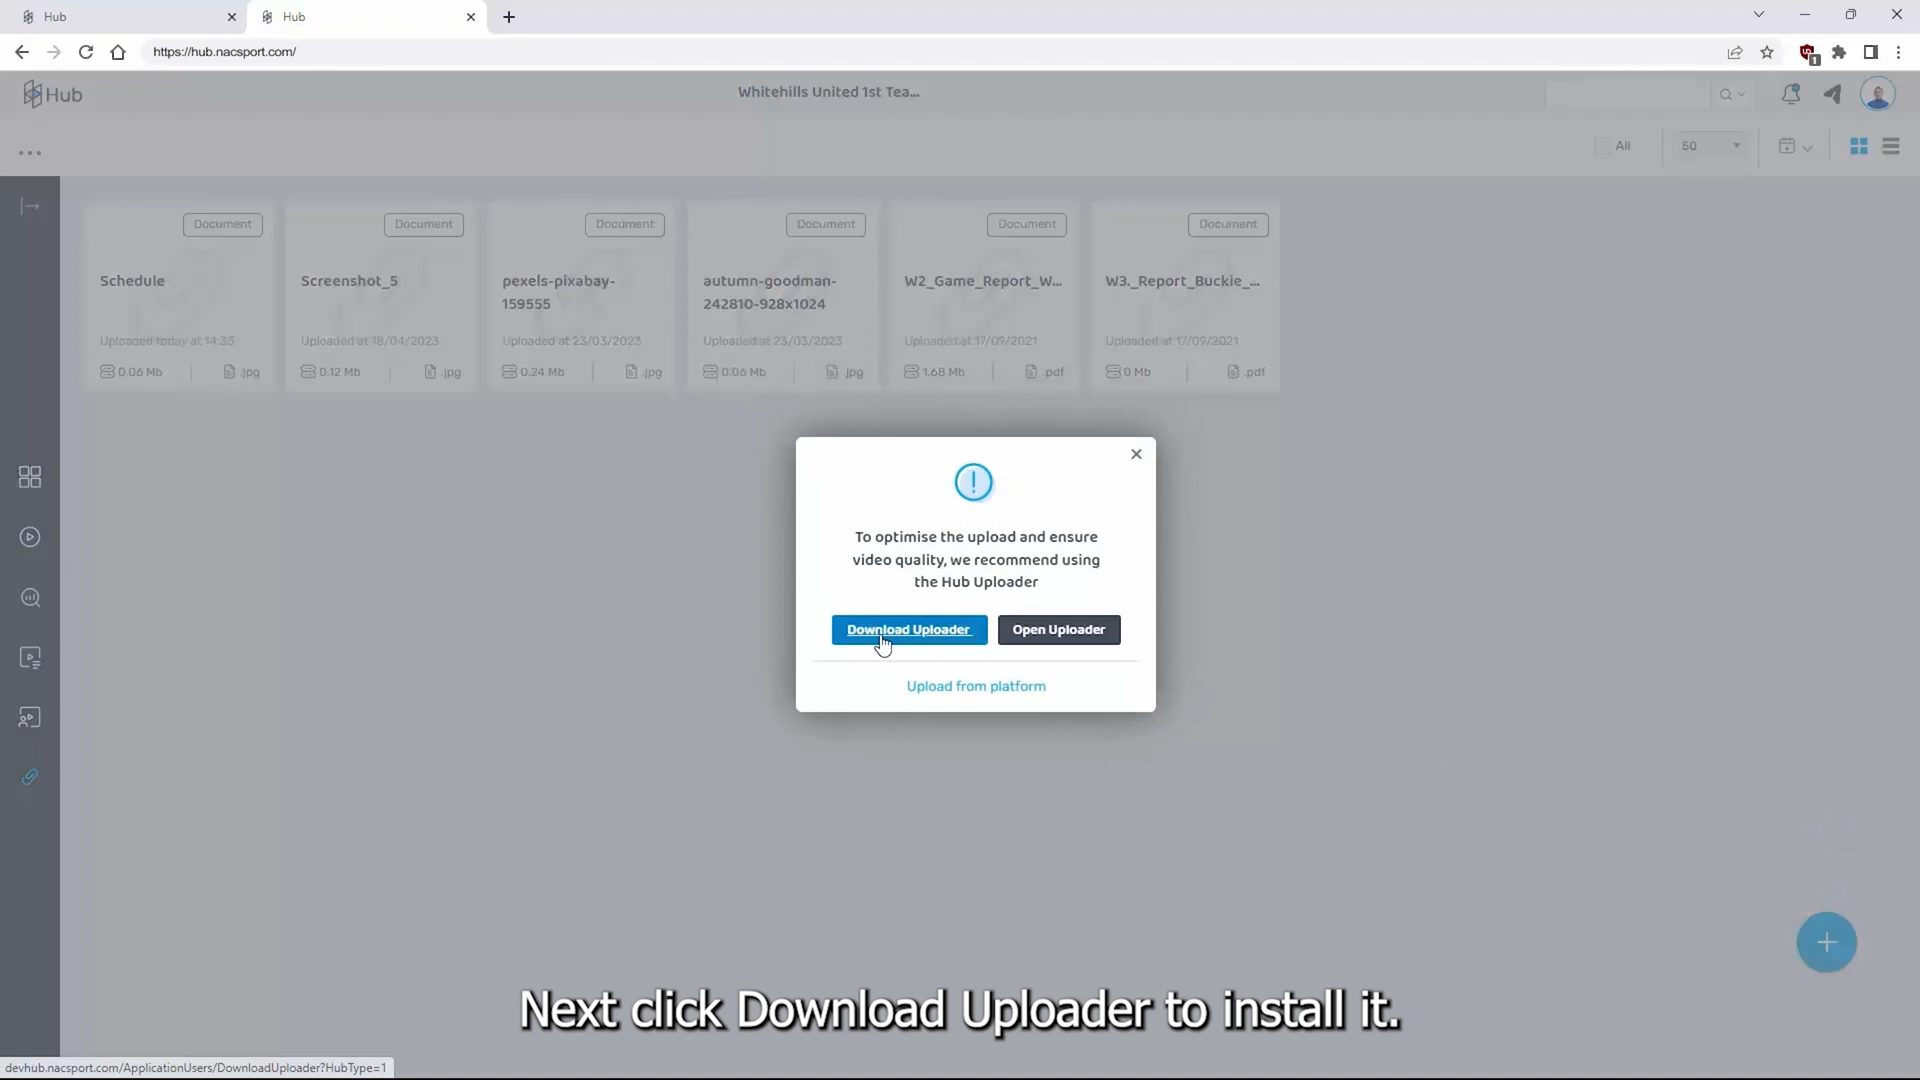 Hub
Hub
https://hub.nacsport.com/
1
Hub
Whitehills United 1st Tea...
All
50
Document
Document
Document
Document
Document
Document
Schedule
Screenshot_5
pexels-pixabay-
159555
autumn-goodman-
242810-928x1024
W2_Game_Report_W...
W3._Report_Buckie_...
Uploaded today at 14:35
Uploaded at 18/04/2023
Uploaded at 23/03/2023
Uploaded at 23/03/2023
Uploaded at 17/09/2021
Uploaded at 17/09/2021
0.06 Mb
.jpg
0.12 Mb
.jpg
0.24 Mb
.jpg
0.06 Mb
.jpg
1.68 Mb
.pdf
0 Mb
.pdf
To optimise the upload and ensure
video quality, we recommend using
the Hub Uploader
Download Uploader
Open Uploader
Upload from platform
Next click Download Uploader to install it.
devhub.nacsport.com/ApplicationUsers/DownloadUploader?HubType=1